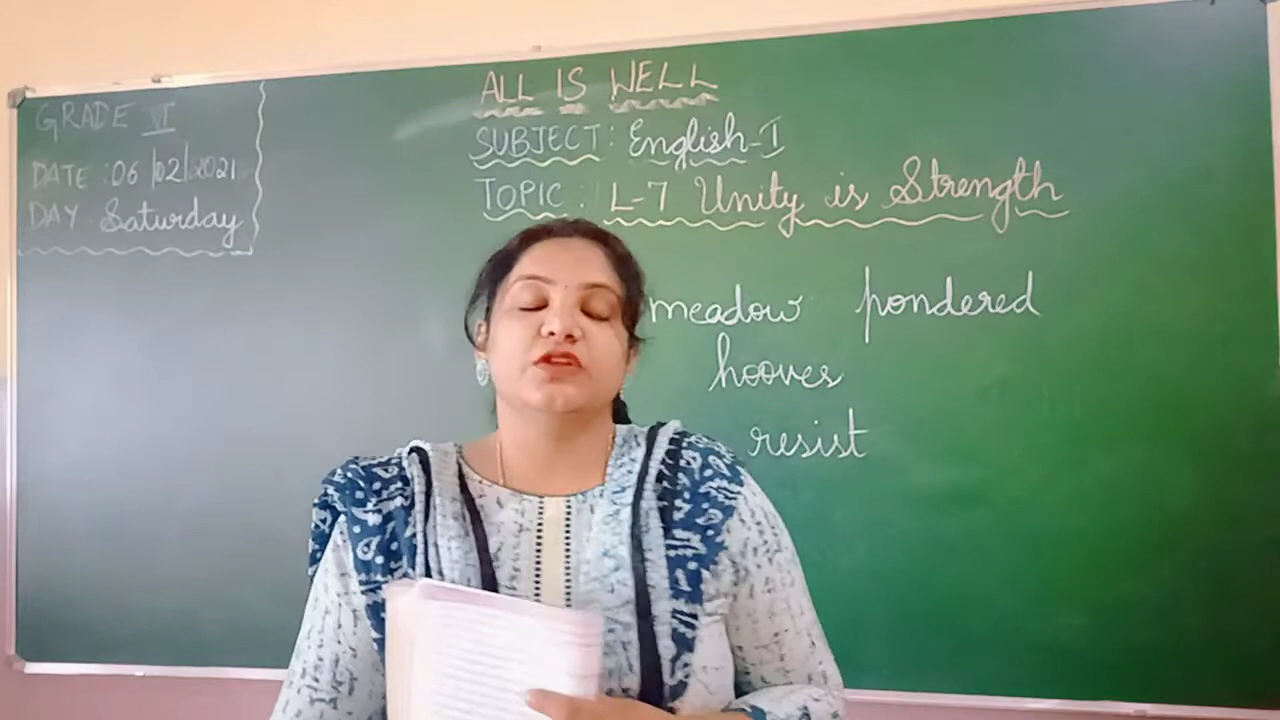 GRADE VI
DATE : 06/02/2021
DAY Saturday
ALL IS WELL
SUBJECT : English-I
TOPIC : L-7 Unity is Strength
meadow pondered
hooves
resist